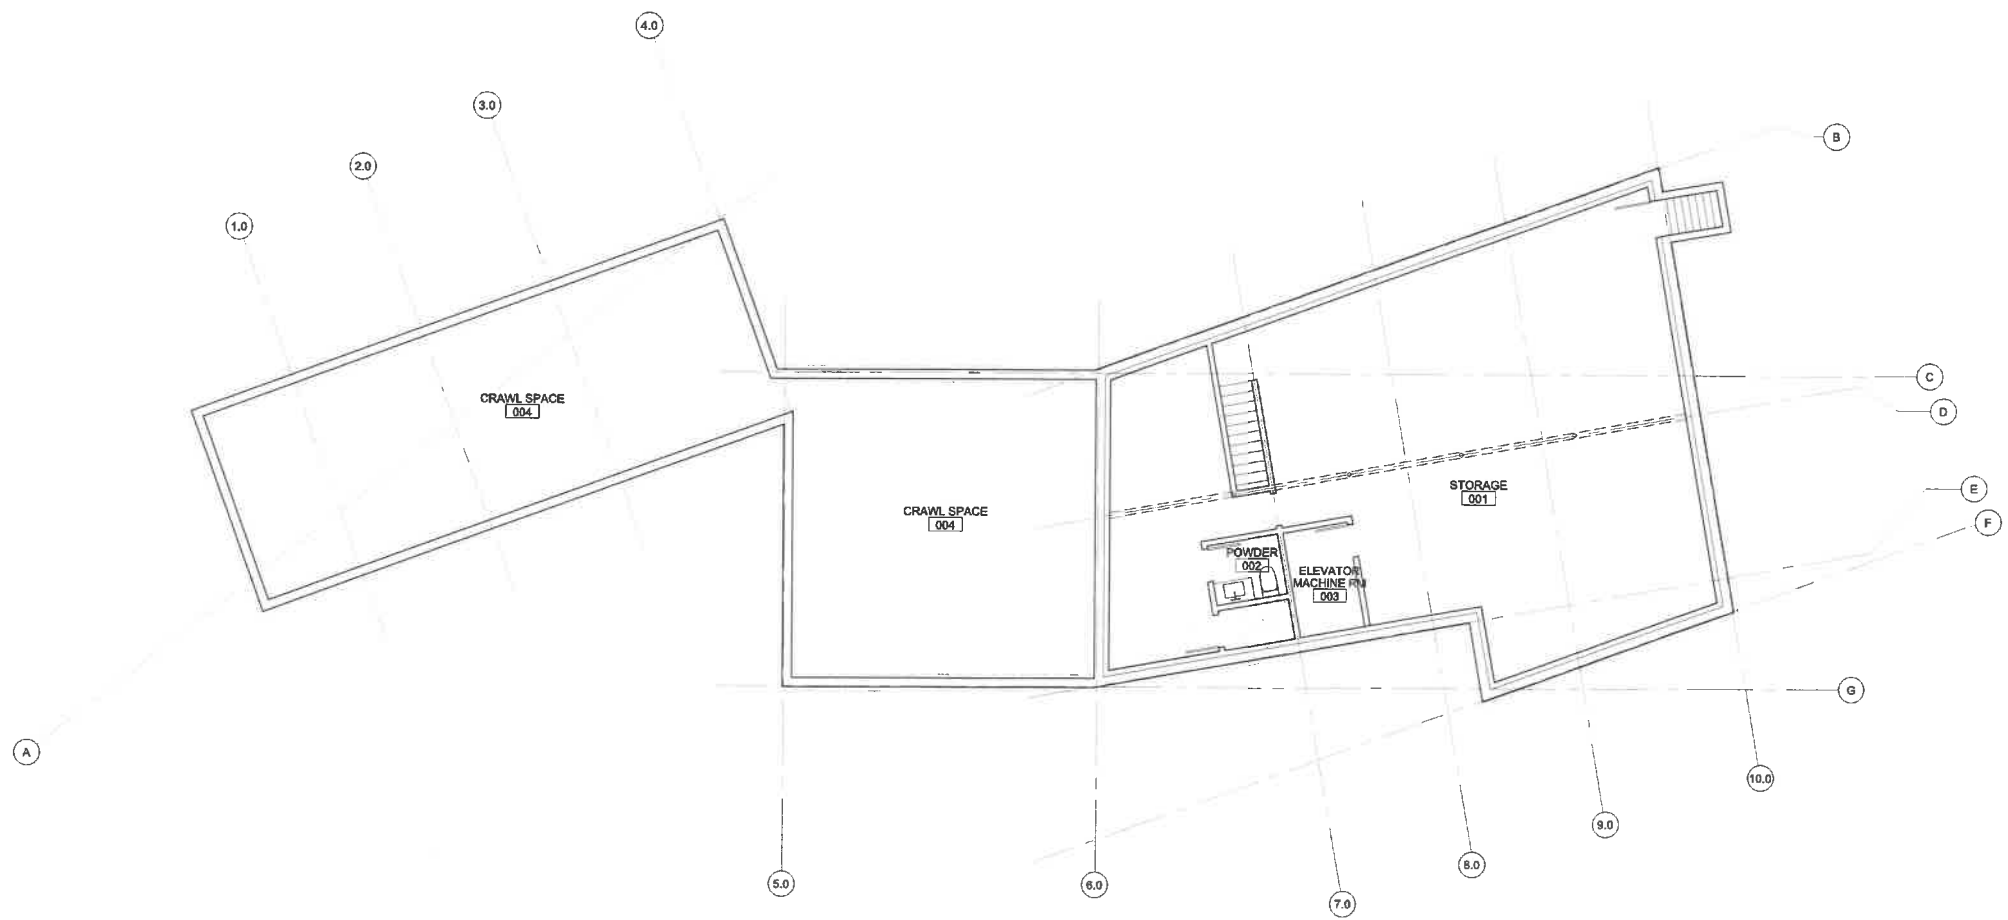 4.0
3.0
2.0
1.0
B
C
D
E
F
G
A
CRAWL SPACE
004
CRAWL SPACE
004
STORAGE
001
POWDER
002
ELEVATOR
MACHINE RM
003
5.0
6.0
7.0
8.0
9.0
10.0